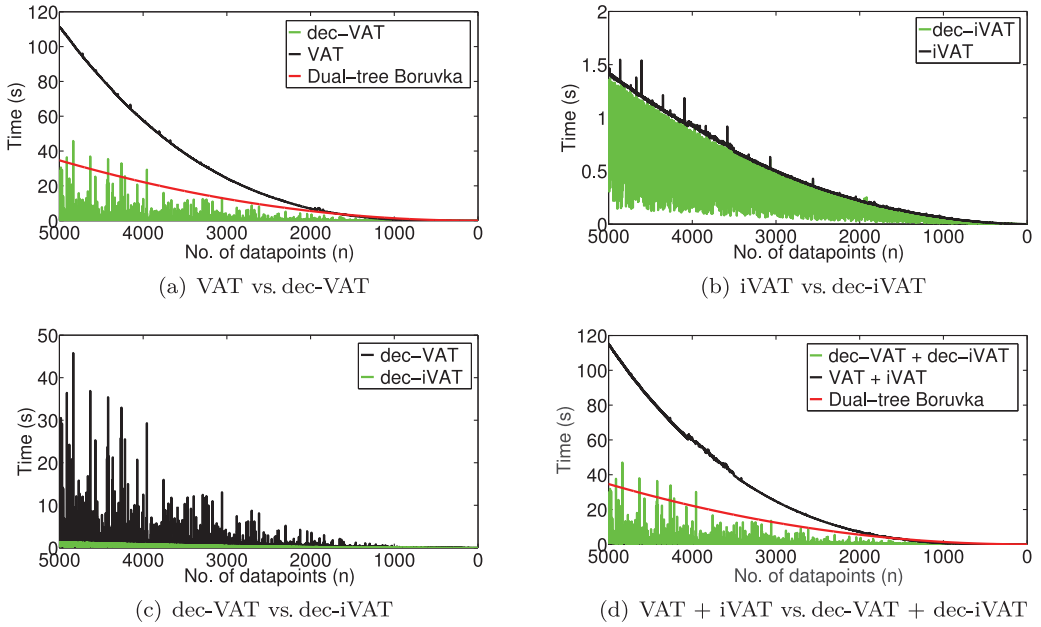 120
100
80
60
40
20
0
Time (s)
dec-VAT
VAT
Dual-tree Boruvka
5000 4000 3000 2000 1000 0
No. of datapoints (n)
(a) VAT vs. dec-VAT
2
1.5
1
0.5
0
Time (s)
dec-iVAT
iVAT
5000 4000 3000 2000 1000 0
No. of datapoints (n)
(b) iVAT vs. dec-iVAT
50
40
30
20
10
0
Time (s)
dec-VAT
dec-iVAT
5000 4000 3000 2000 1000 0
No. of datapoints (n)
(c) dec-VAT vs. dec-iVAT
120
100
80
60
40
20
0
Time (s)
dec-VAT + dec-iVAT
VAT + iVAT
Dual-tree Boruvka
5000 4000 3000 2000 1000 0
No. of datapoints (n)
(d) VAT + iVAT vs. dec-VAT + dec-iVAT